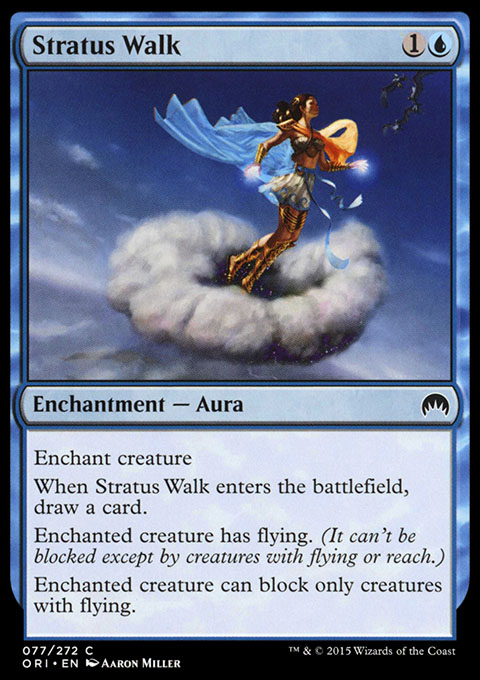 Stratus Walk 1
Enchantment — Aura
Enchant creature
When Stratus Walk enters the battlefield,
draw a card.
Enchanted creature has flying. (It can't be
blocked except by creatures with flying or reach.)
Enchanted creature can block only creatures
with flying.
077/272 C
ORI • EN Aaron Miller
™ & © 2015 Wizards of the Coast